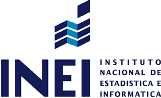 INEI
INSTITUTO
NACIONAL DE
ESTADISTICA E
INFORMATICA